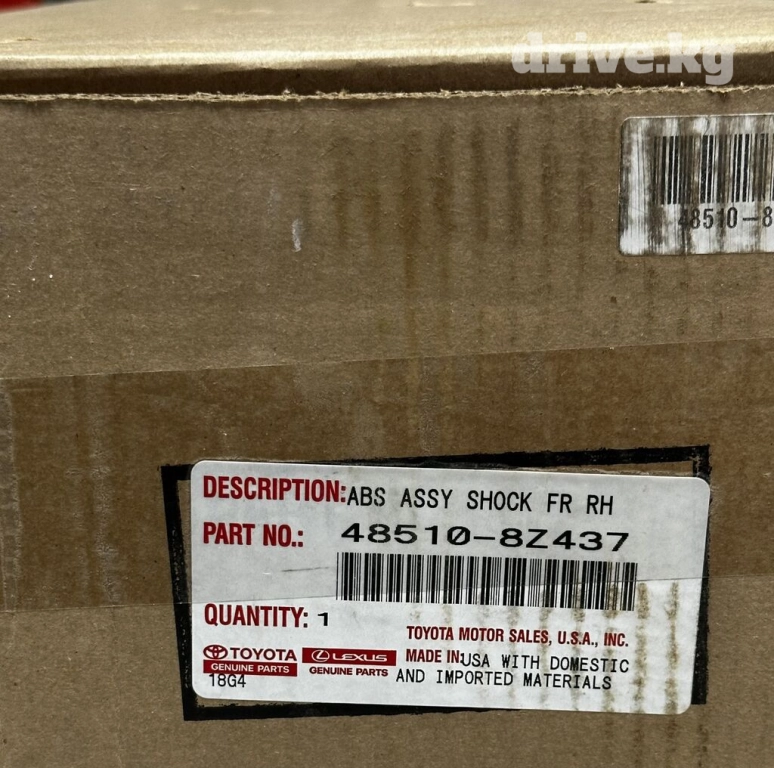 drive.kg
48510-8
DESCRIPTION: ABS ASSY SHOCK FR RH
PART NO.: 48510-8Z437
QUANTITY: 1
TOYOTA MOTOR SALES, U.S.A., INC.
TOYOTA LEXUS MADE IN: USA WITH DOMESTIC
GENUINE PARTS GENUINE PARTS AND IMPORTED MATERIALS
18G4